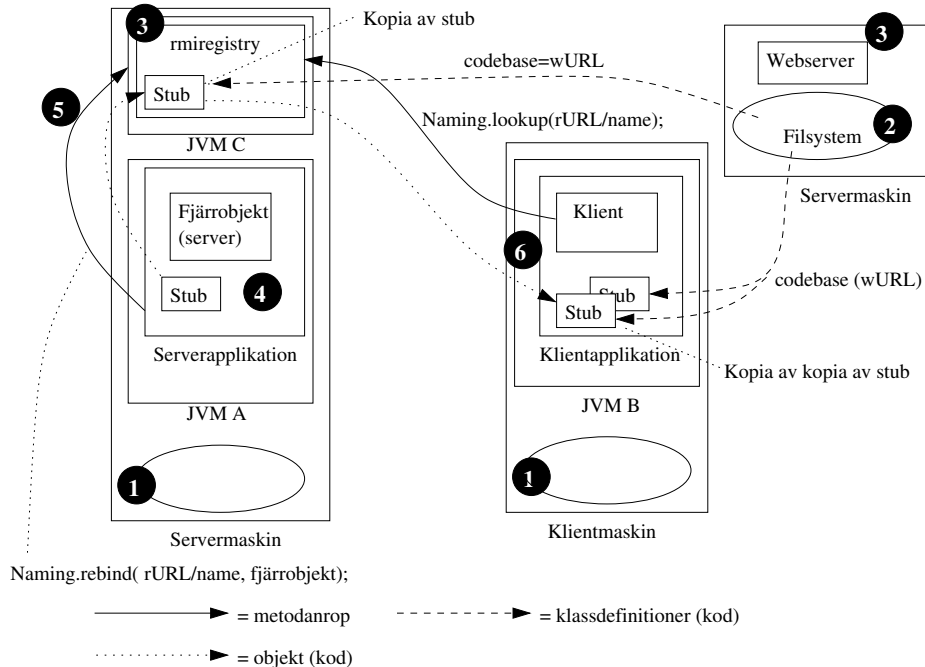 Kopia av stub
3
rmiregistry
3
Webserver
codebase=wURL
Stub
5
Naming.lookup(rURL/name);
2
Filsystem
JVM C
Servermaskin
Fjärrobjekt
(server)
Klient
6
Stub
4
Stub
codebase (wURL)
Stub
Serverapplikation
Klientapplikation
Kopia av kopia av stub
JVM A
JVM B
1
1
Servermaskin
Klientmaskin
Naming.rebind( rURL/name, fjärrobjekt);
= metodanrop
= klassdefinitioner (kod)
= objekt (kod)